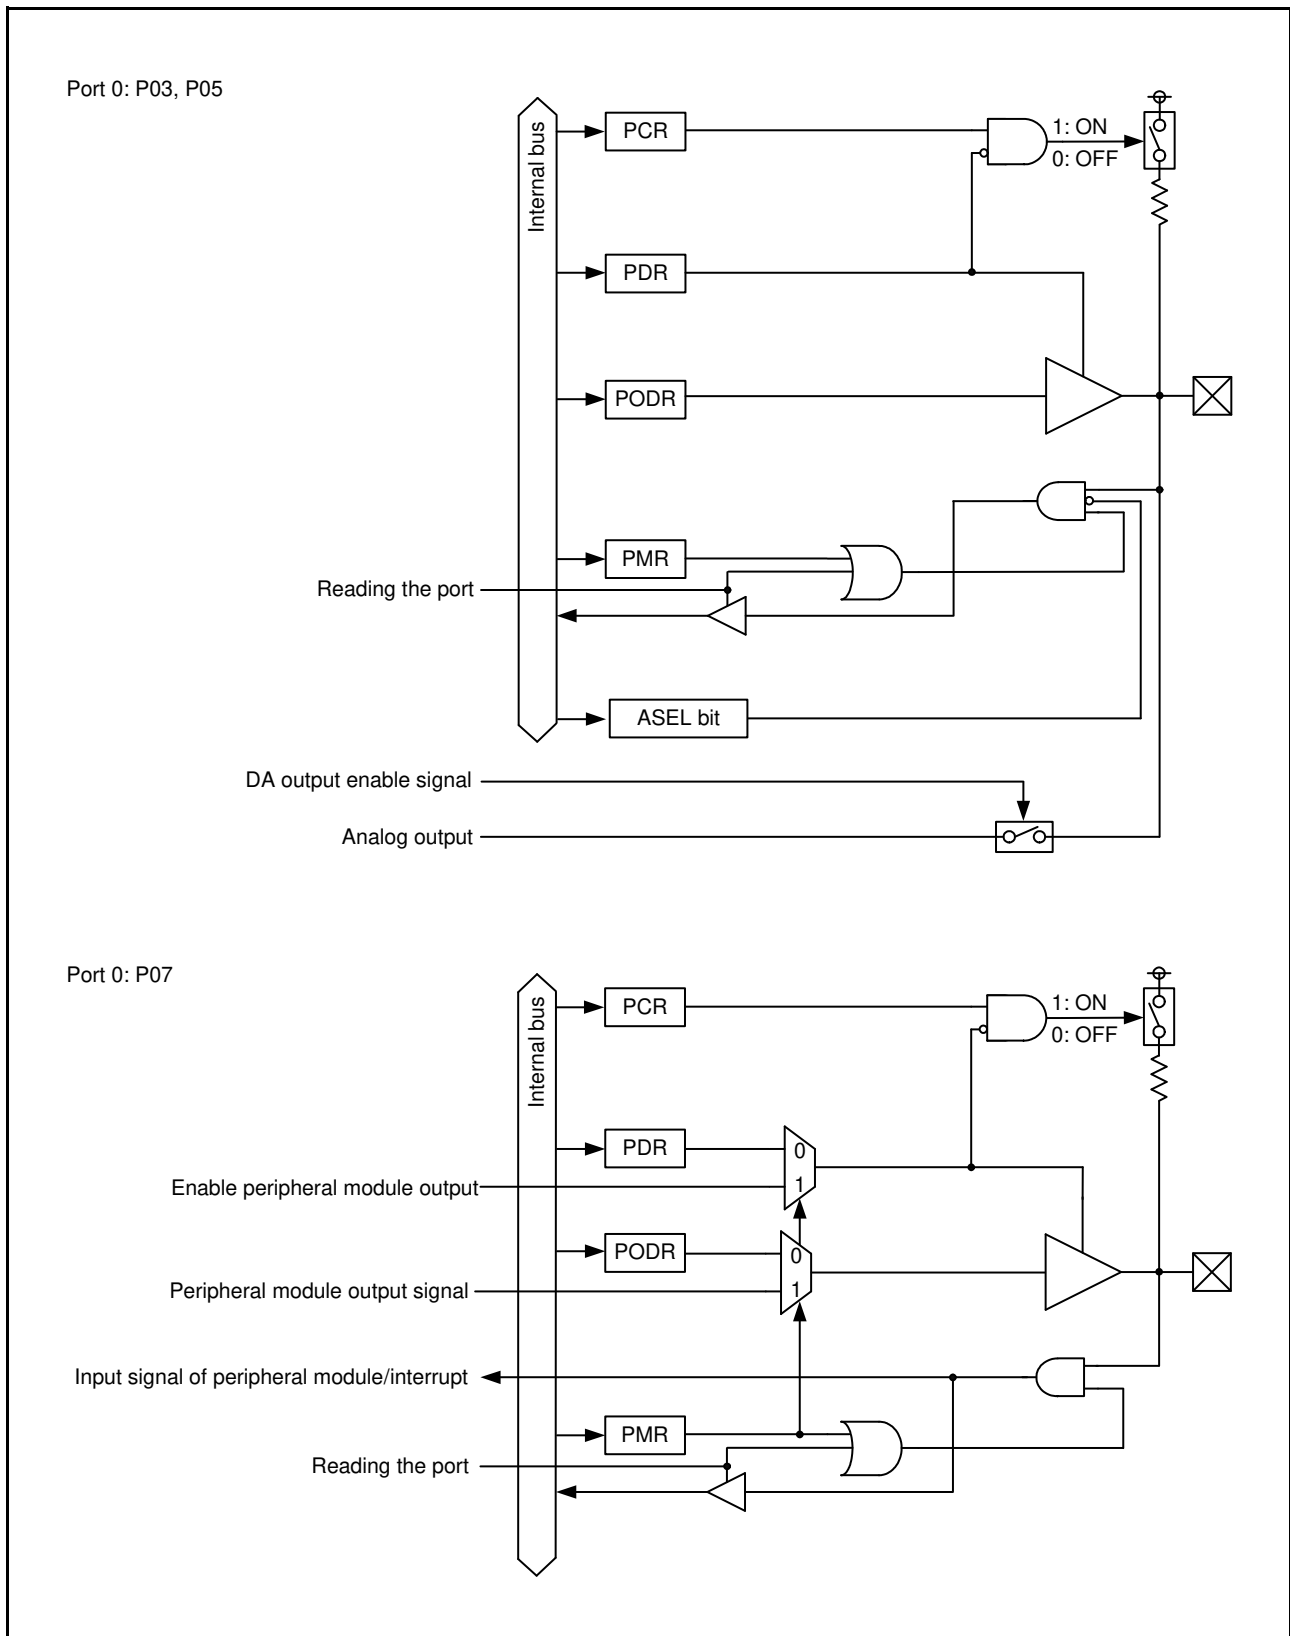 Port 0: P03, P05
Internal bus
PCR
1: ON
0: OFF
PDR
PODR
PMR
Reading the port
ASEL bit
DA output enable signal
Analog output
Port 0: P07
Internal bus
PCR
1: ON
0: OFF
PDR
0
1
Enable peripheral module output
PODR
0
1
Peripheral module output signal
Input signal of peripheral module/interrupt
PMR
Reading the port